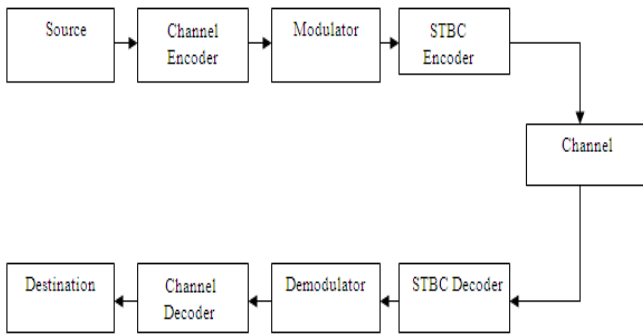 Source
Channel
Encoder
Modulator
STBC
Encoder
Channel
Destination
Channel
Decoder
Demodulator
STBC Decoder